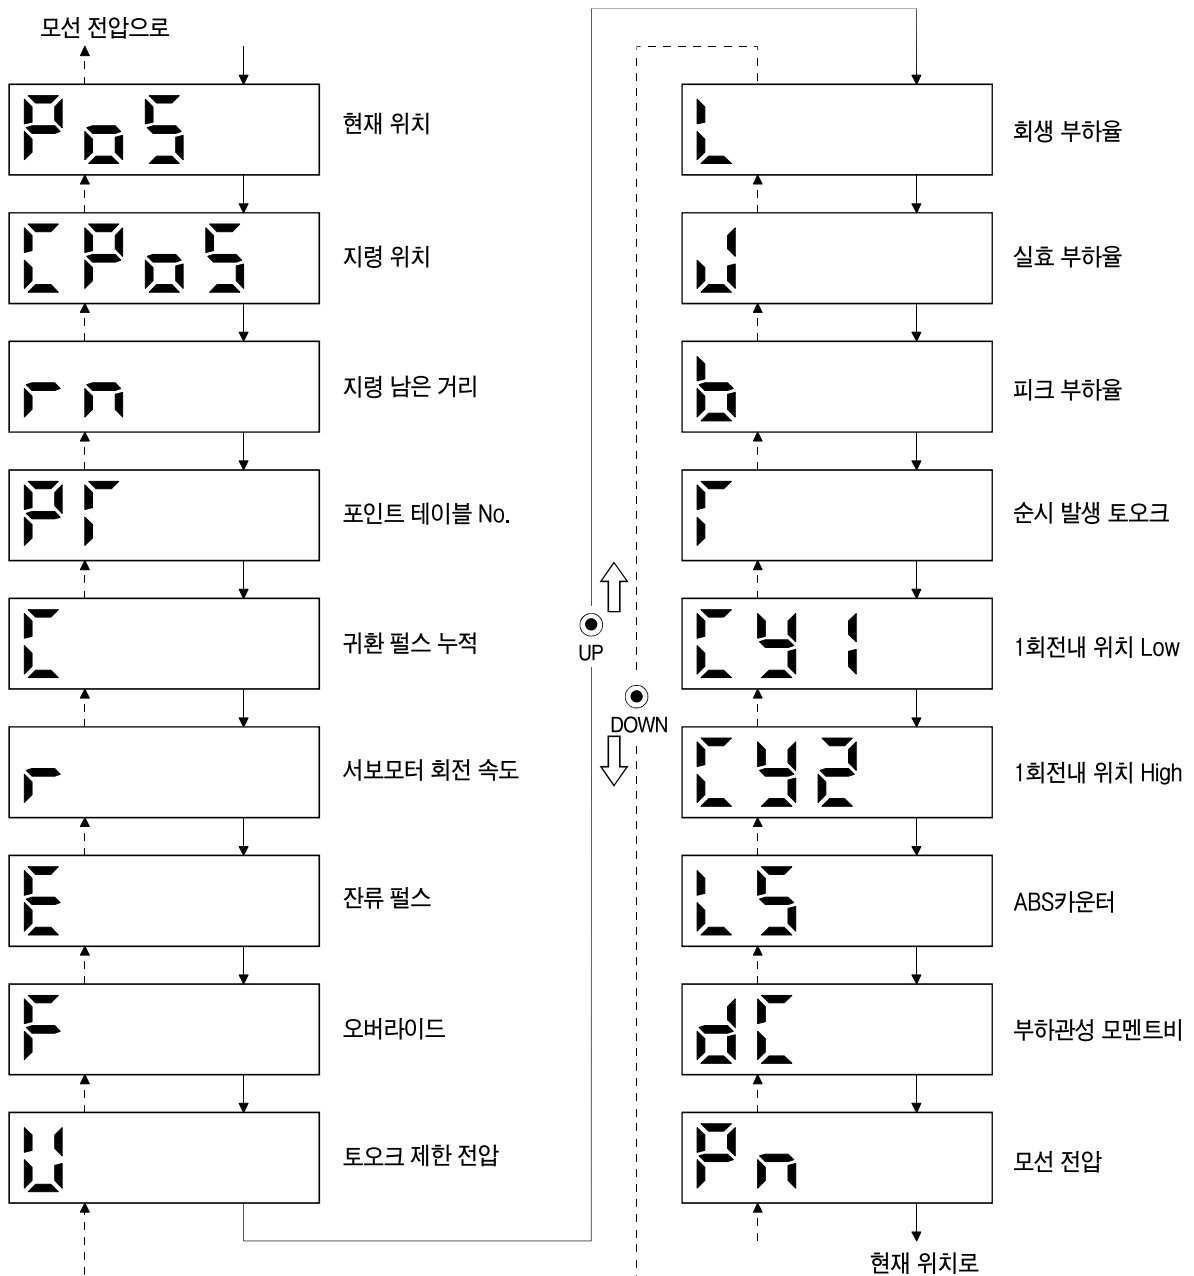 모선 전압으로
PoS
현재 위치
CPoS
지령 위치
rn
지령 남은 거리
PT
포인트 테이블 No.
C
귀환 펄스 누적
r
서보모터 회전 속도
E
잔류 펄스
F
오버라이드
U
토오크 제한 전압
UP
DOWN
L
회생 부하율
J
실효 부하율
b
피크 부하율
T
순시 발생 토오크
Cy1
1회전내 위치 Low
Cy2
1회전내 위치 High
LS
ABS카운터
dC
부하관성 모멘트비
Pn
모선 전압
현재 위치로